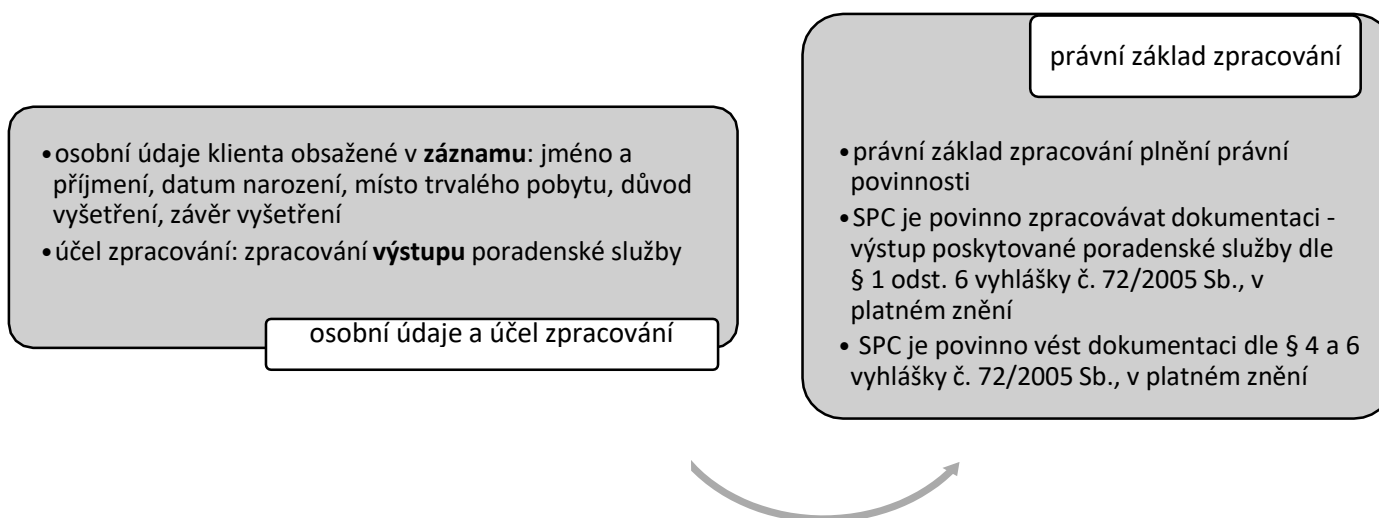 •osobní údaje klienta obsažené v záznamu: jméno a
příjmení, datum narození, místo trvalého pobytu, důvod
vyšetření, závěr vyšetření
•účel zpracování: zpracování výstupu poradenské služby
osobní údaje a účel zpracování
právní základ zpracování
•právní základ zpracování plnění právní
povinnosti
•SPC je povinno zpracovávat dokumentaci -
výstup poskytované poradenské služby dle
§ 1 odst. 6 vyhlášky č. 72/2005 Sb., v
platném znění
• SPC je povinno vést dokumentaci dle § 4 a 6
vyhlášky č. 72/2005 Sb., v platném znění